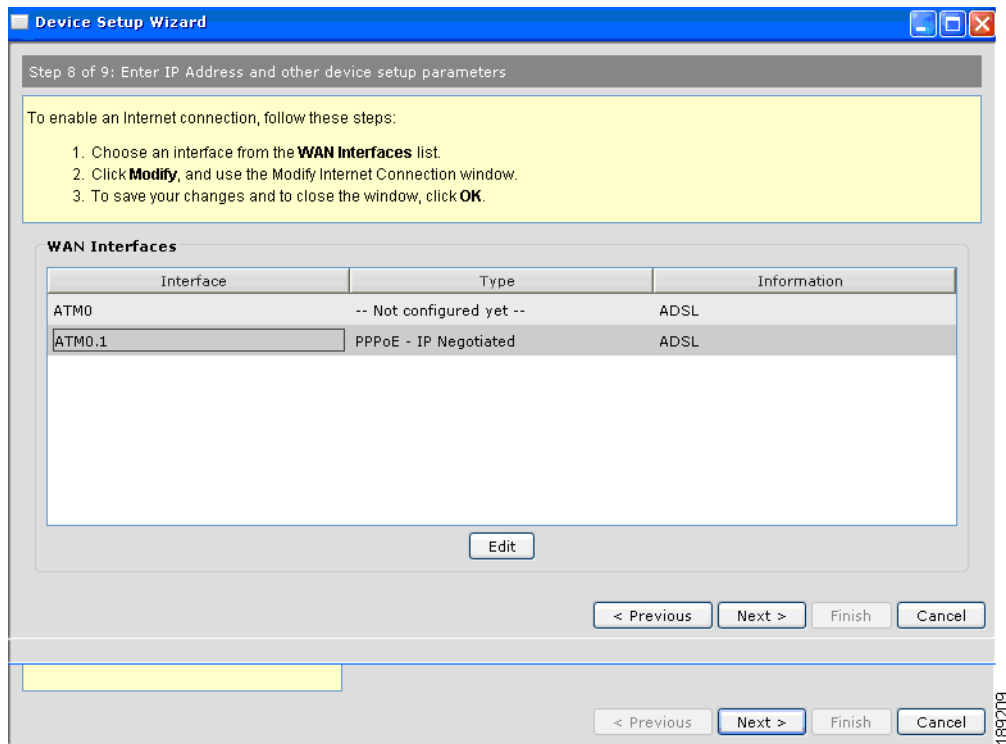 Device Setup Wizard
Step 8 of 9: Enter IP Address and other device setup parameters
To enable an Internet connection, follow these steps:
1. Choose an interface from the WAN Interfaces list.
2. Click Modify, and use the Modify Internet Connection window.
3. To save your changes and to close the window, click OK.
WAN Interfaces
Interface Type Information
ATM0 -- Not configured yet -- ADSL
ATM0.1 PPPoE - IP Negotiated ADSL
Edit
< Previous Next > Finish Cancel
< Previous Next > Finish Cancel
189209